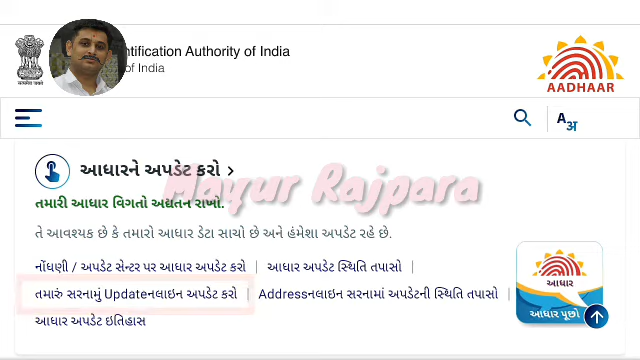 ntification Authority of India
of India
AADHAAR
A
अ
આધારને અપડેટ કરો
Mayur Rajpara
તમારી આધાર વિગતો અદ્યતન રાખો.
તે આવશ્યક છે કે તમારો આધાર ડેટા સાચો છે અને હંમેશા અપડેટ રહે છે.
નોંધણી / અપડેટ સેન્ટર પર આધાર અપડેટ કરો | આધાર અપડેટ સ્થિતિ તપાસો |
તમારું સરનામું Updateનલાઇન અપડેટ કરો | Addressનલાઇન સરનામાં અપડેટની સ્થિતિ તપાસો |
આધાર અપડેટ ઇતિહાસ
આધાર
આધાર પૂછો